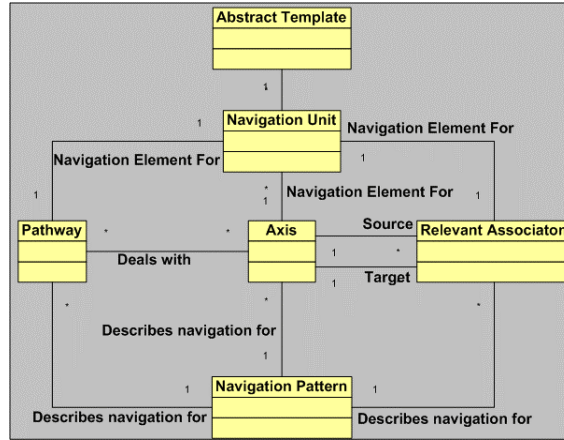 Abstract Template
1
*
1
Navigation Unit
Navigation Element For
1
Navigation Element For
*
1
Navigation Element For
1
1
Pathway
*
*
Axis
Source
Relevant Associator
Deals with
1
*
1
Target
*
*
*
Describes navigation for
1
1
Navigation Pattern
1
Describes navigation for
Describes navigation for